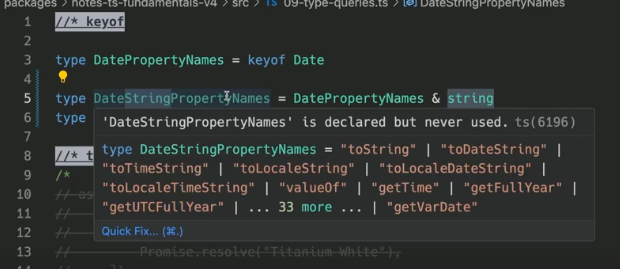 packages > notes-ts-fundamentals-v4 > src > TS 09-type-queries.ts > DateStringPropertyNames
1 //* keyof
2
3 type DatePropertyNames = keyof Date
4
5 type DateStringPropertyNames = DatePropertyNames & string
6 type
'DateStringPropertyNames' is declared but never used. ts(6196)
type DateStringPropertyNames = "toString" | "toDateString" |
"toTimeString" | "toLocaleString" | "toLocaleDateString" |
"toLocaleTimeString" | "valueOf" | "getTime" | "getFullYear" |
"getUTCFullYear" | ... 33 more ... | "getVarDate"
Quick Fix... (⌘.)
7
8 //* t
9 /*
10 // as
11 //
12 //
13 // Promise.resolve("Titanium White"),
14